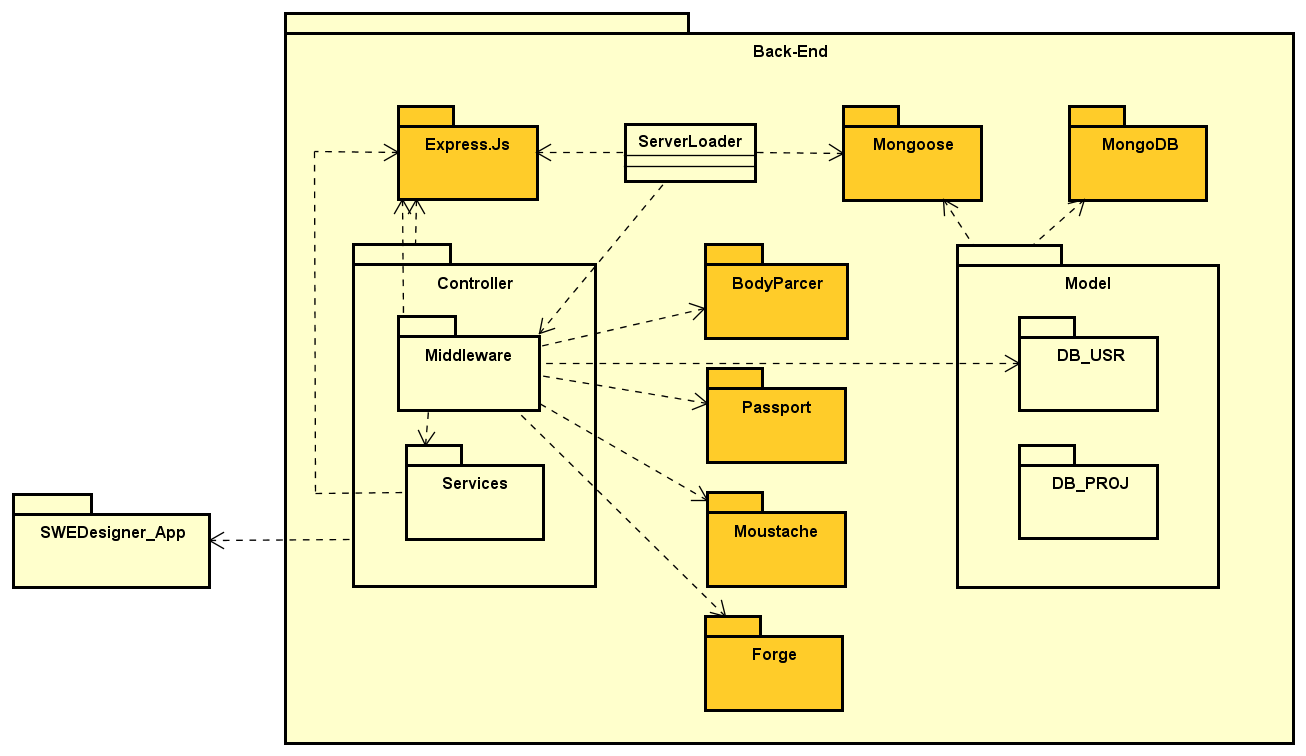 Back-End
Express.Js
ServerLoader
Mongoose
MongoDB
Controller
BodyParcer
Model
Middleware
DB_USR
Passport
Services
DB_PROJ
SWEDesigner_App
Moustache
Forge